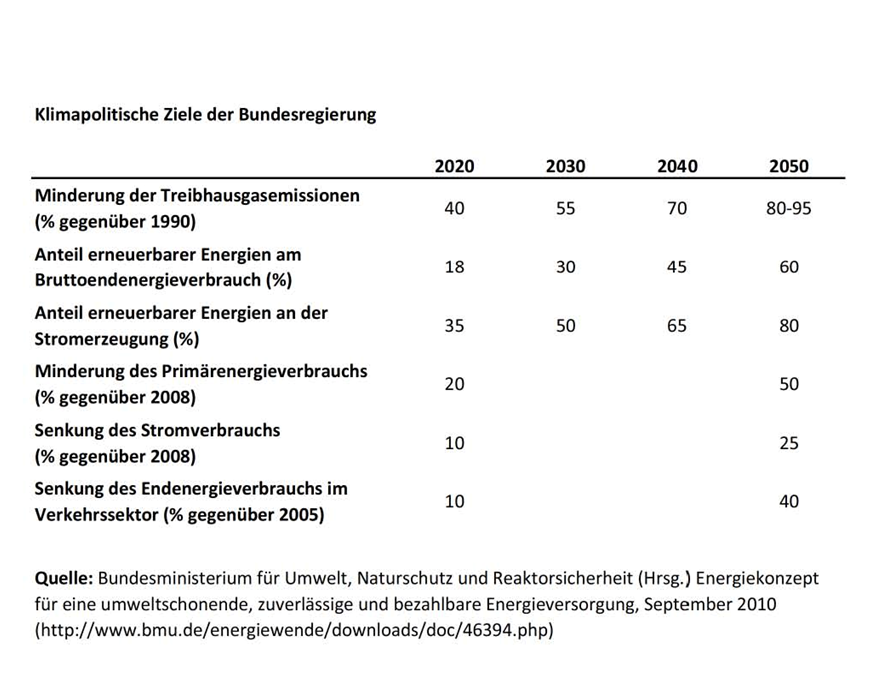 Klimapolitische Ziele der Bundesregierung
2020 2030 2040 2050
Minderung der Treibhausgasemissionen
(% gegenüber 1990) 40 55 70 80-95
Anteil erneuerbarer Energien am
Bruttoendenergieverbrauch (%) 18 30 45 60
Anteil erneuerbarer Energien an der
Stromerzeugung (%) 35 50 65 80
Minderung des Primärenergieverbrauchs
(% gegenüber 2008) 20 50
Senkung des Stromverbrauchs
(% gegenüber 2008) 10 25
Senkung des Endenergieverbrauchs im
Verkehrssektor (% gegenüber 2005) 10 40
Quelle: Bundesministerium für Umwelt, Naturschutz und Reaktorsicherheit (Hrsg.) Energiekonzept
für eine umweltschonende, zuverlässige und bezahlbare Energieversorgung, September 2010
(http://www.bmu.de/energiewende/downloads/doc/46394.php)